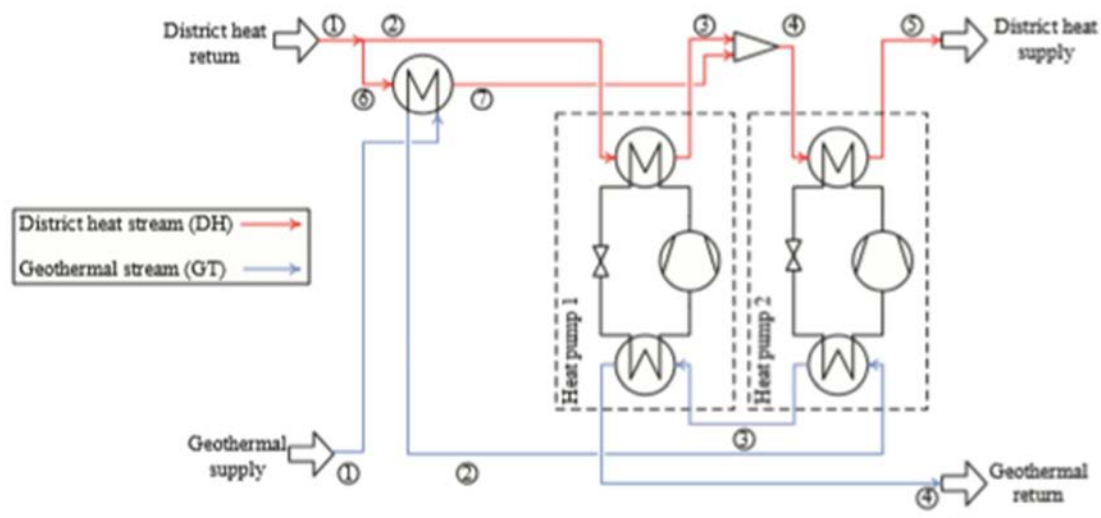 District heat
return
①
②
③
④
⑤
District heat
supply
⑥
⑦
District heat stream (DH)
Geothermal stream (GT)
Heat pump 1
Heat pump 2
Geothermal
supply
①
②
③
④
Geothermal
return